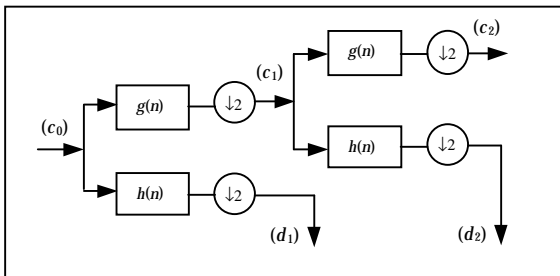 (c₂)
g(n)
↓2
(c₁)
g(n)
↓2
(c₀)
h(n)
↓2
h(n)
↓2
(d₁)
(d₂)